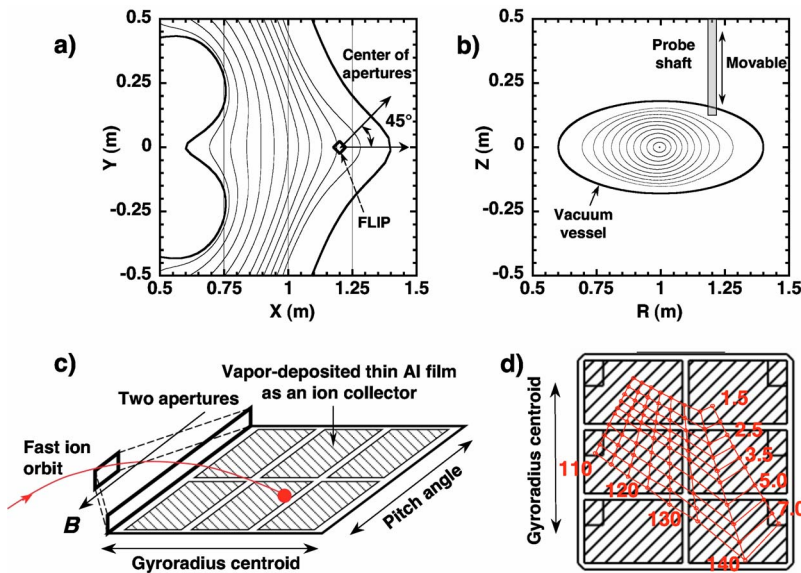 a)
0.5
0.25
0
-0.25
-0.5
Y (m)
0.5
0.75
1.0
1.25
1.5
X (m)
Center of
apertures
45°
FLIP
b)
0.5
0.25
0
-0.25
-0.5
Z (m)
0.5
0.75
1.0
1.25
1.5
R (m)
Probe
shaft
Movable
Vacuum
vessel
c)
Vapor-deposited thin Al film
as an ion collector
Two apertures
Fast ion
orbit
B
Gyroradius centroid
Pitch angle
d)
Gyroradius centroid
1.5
2.5
3.5
5.0
7.0
110
120
130
140